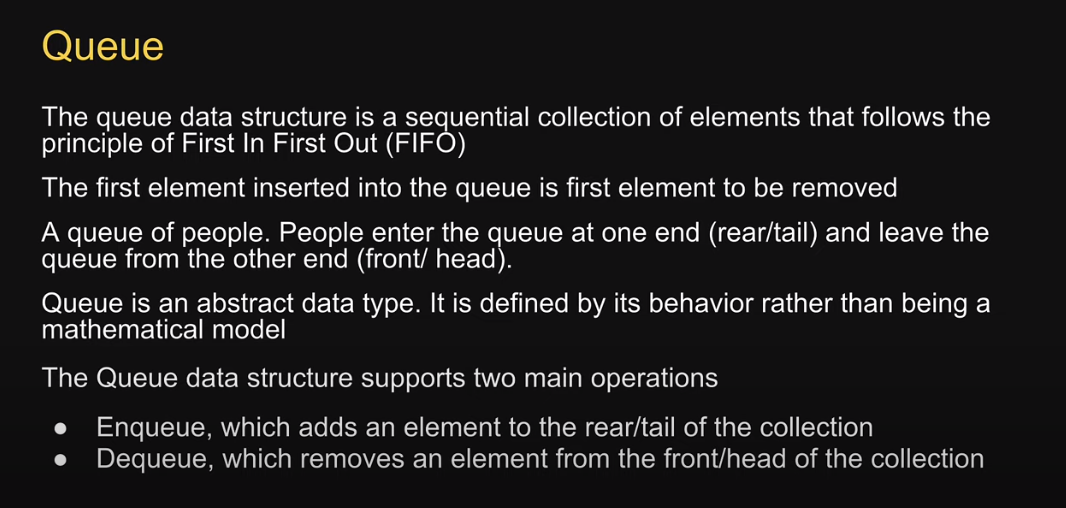 Queue
The queue data structure is a sequential collection of elements that follows the
principle of First In First Out (FIFO)
The first element inserted into the queue is first element to be removed
A queue of people. People enter the queue at one end (rear/tail) and leave the
queue from the other end (front/ head).
Queue is an abstract data type. It is defined by its behavior rather than being a
mathematical model
The Queue data structure supports two main operations
● Enqueue, which adds an element to the rear/tail of the collection
● Dequeue, which removes an element from the front/head of the collection